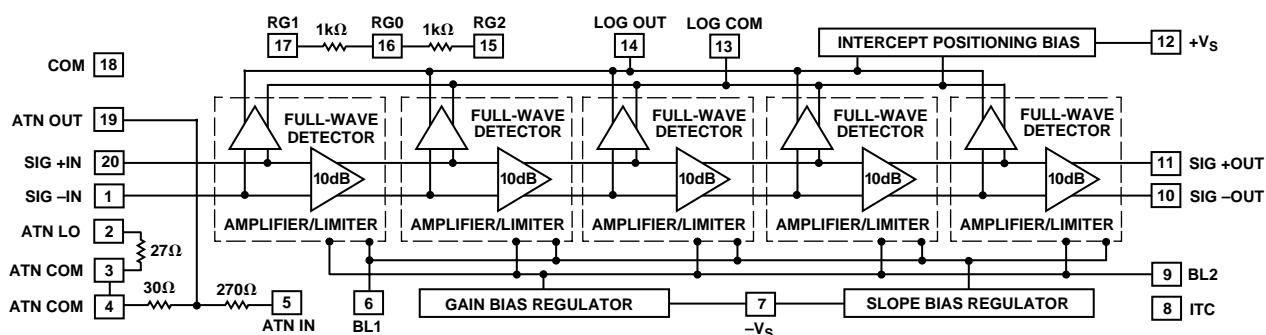 RG1 RG0 RG2 LOG OUT LOG COM
1kΩ 1kΩ
17 16 15 14 13 INTERCEPT POSITIONING BIAS 12 +VS
COM 18
ATN OUT 19
FULL-WAVE DETECTOR
FULL-WAVE DETECTOR
FULL-WAVE DETECTOR
FULL-WAVE DETECTOR
FULL-WAVE DETECTOR
SIG +IN 20
11 SIG +OUT
10dB 10dB 10dB 10dB 10dB
SIG –IN 1
10 SIG –OUT
AMPLIFIER/LIMITER AMPLIFIER/LIMITER AMPLIFIER/LIMITER AMPLIFIER/LIMITER AMPLIFIER/LIMITER
ATN LO 2
27Ω
ATN COM 3
9 BL2
30Ω 270Ω
ATN COM 4
5
ATN IN
6
BL1
GAIN BIAS REGULATOR 7 SLOPE BIAS REGULATOR
–VS
8 ITC